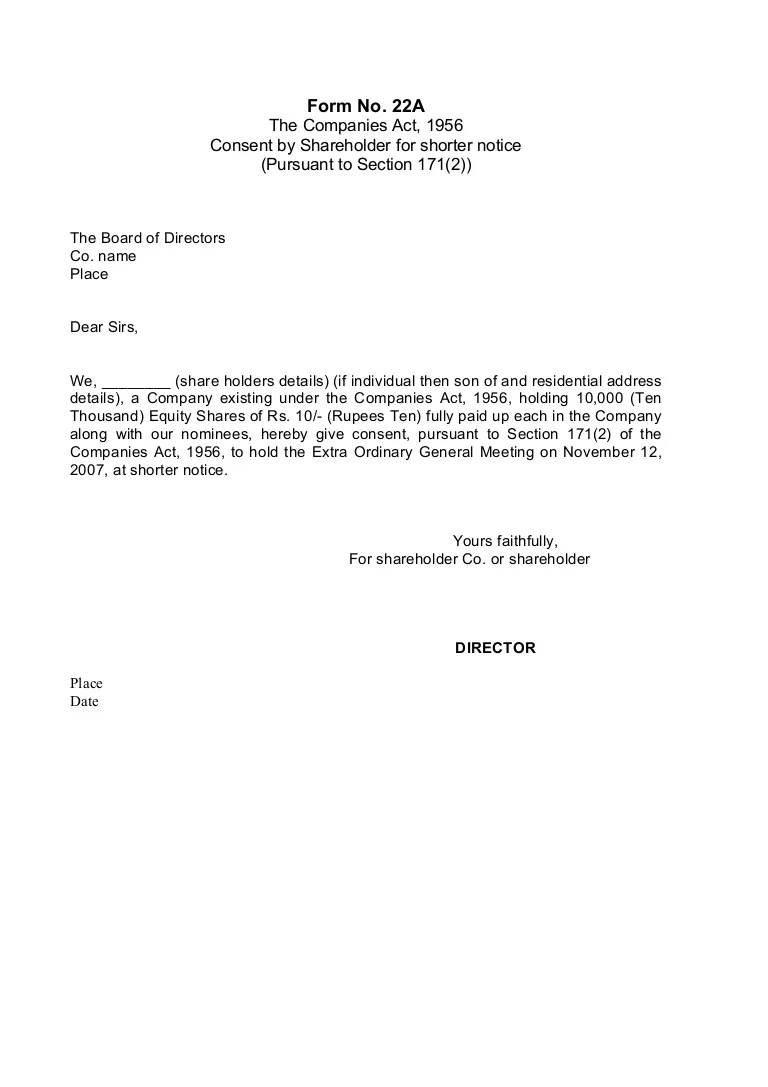 Form No. 22A
The Companies Act, 1956
Consent by Shareholder for shorter notice
(Pursuant to Section 171(2))
The Board of Directors
Co. name
Place
Dear Sirs,
We, ________ (share holders details) (if individual then son of and residential address
details), a Company existing under the Companies Act, 1956, holding 10,000 (Ten
Thousand) Equity Shares of Rs. 10/- (Rupees Ten) fully paid up each in the Company
along with our nominees, hereby give consent, pursuant to Section 171(2) of the
Companies Act, 1956, to hold the Extra Ordinary General Meeting on November 12,
2007, at shorter notice.
Yours faithfully,
For shareholder Co. or shareholder
DIRECTOR
Place
Date